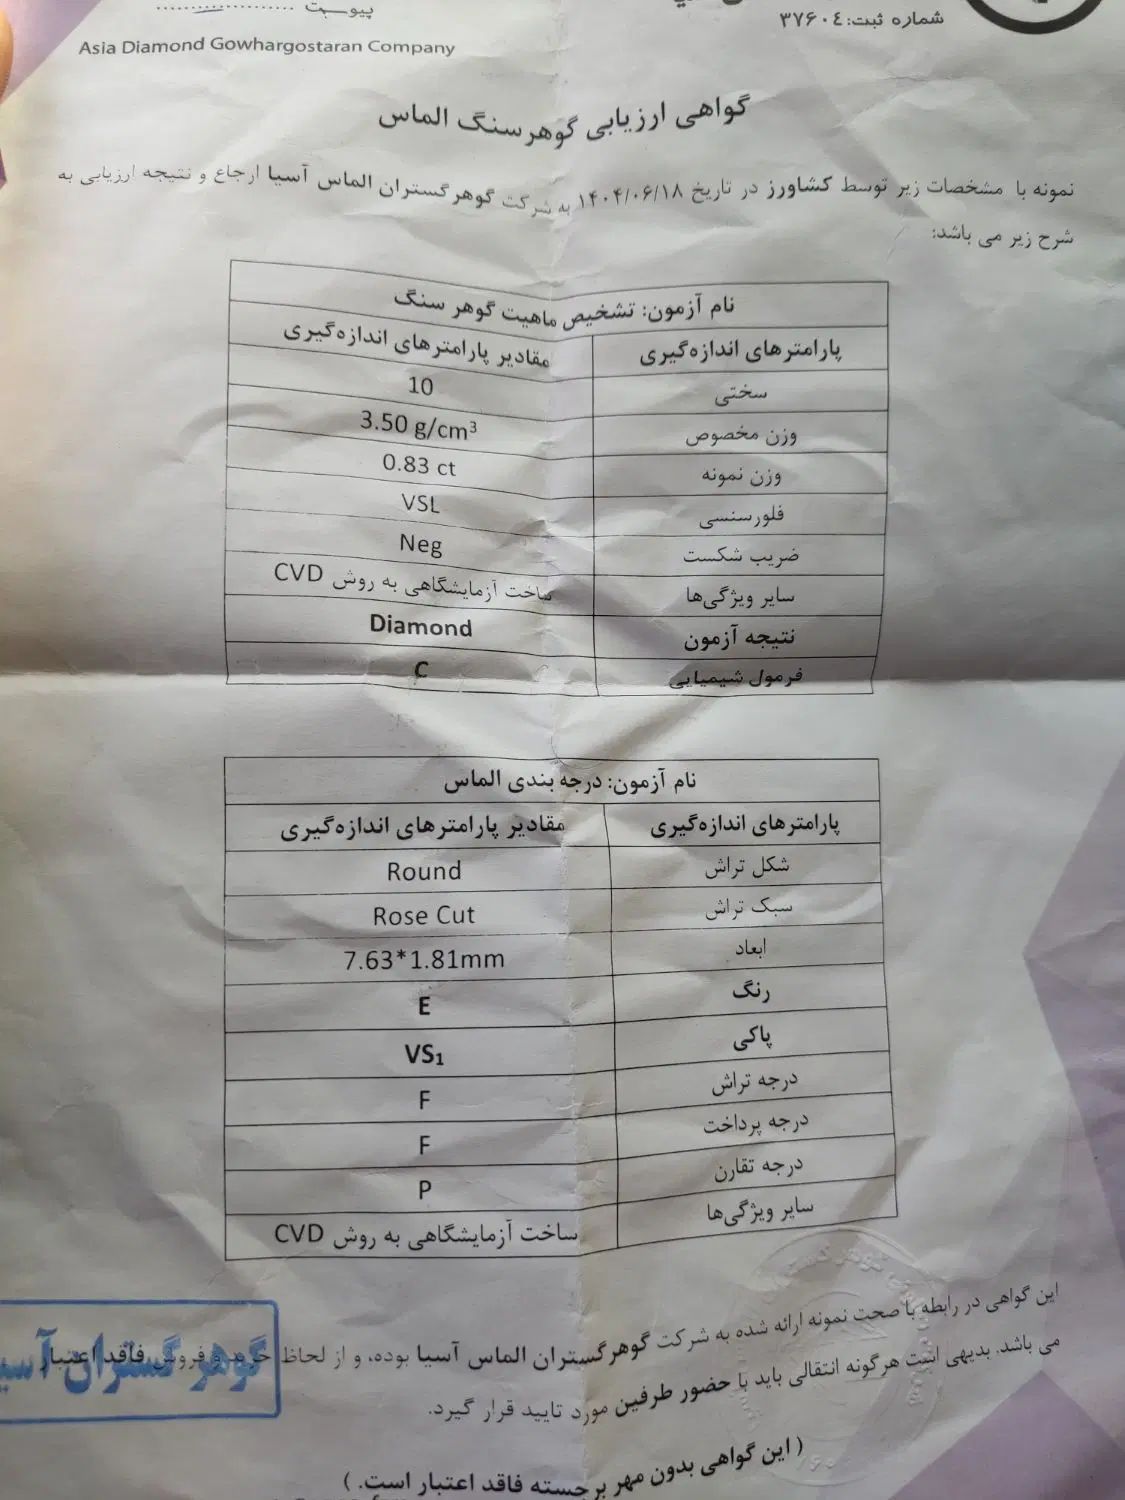 پیوست
شماره ثبت: ۳۷۶۰۴
Asia Diamond Gowhargostaran Company
گواهی ارزیابی گوهرسنگ الماس
نمونه با مشخصات زیر توسط کشاورز در تاریخ ۱۴۰۴/۰۶/۱۸ به شرکت گوهرگستران الماس آسیا ارجاع و نتیجه ارزیابی به
شرح زیر می باشد:
نام آزمون: تشخیص ماهیت گوهر سنگ
پارامترهای اندازه‌گیری مقادیر پارامترهای اندازه‌گیری
سختی 10
وزن مخصوص 3.50 g/cm³
وزن نمونه 0.83 ct
فلورسنسی VSL
ضریب شکست Neg
سایر ویژگی‌ها ساخت آزمایشگاهی به روش CVD
نتیجه آزمون Diamond
فرمول شیمیایی C
نام آزمون: درجه بندی الماس
پارامترهای اندازه‌گیری مقادیر پارامترهای اندازه‌گیری
شکل تراش Round
سبک تراش Rose Cut
ابعاد 7.63*1.81mm
رنگ E
پاکی VS₁
درجه تراش F
درجه پرداخت F
درجه تقارن P
سایر ویژگی‌ها ساخت آزمایشگاهی به روش CVD
این گواهی در رابطه با صحت نمونه ارائه شده به شرکت گوهرگستران الماس آسیا بوده، و از لحاظ خرید و فروش فاقد اعتبار
می باشد. بدیهی است هرگونه انتقالی باید با حضور طرفین مورد تایید قرار گیرد.
گوهر گستران آسیا
( این گواهی بدون مهر برجسته فاقد اعتبار است. )